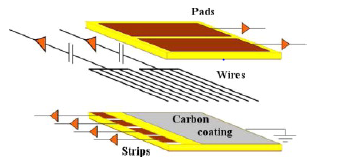 Pads
Wires
Carbon
coating
Strips